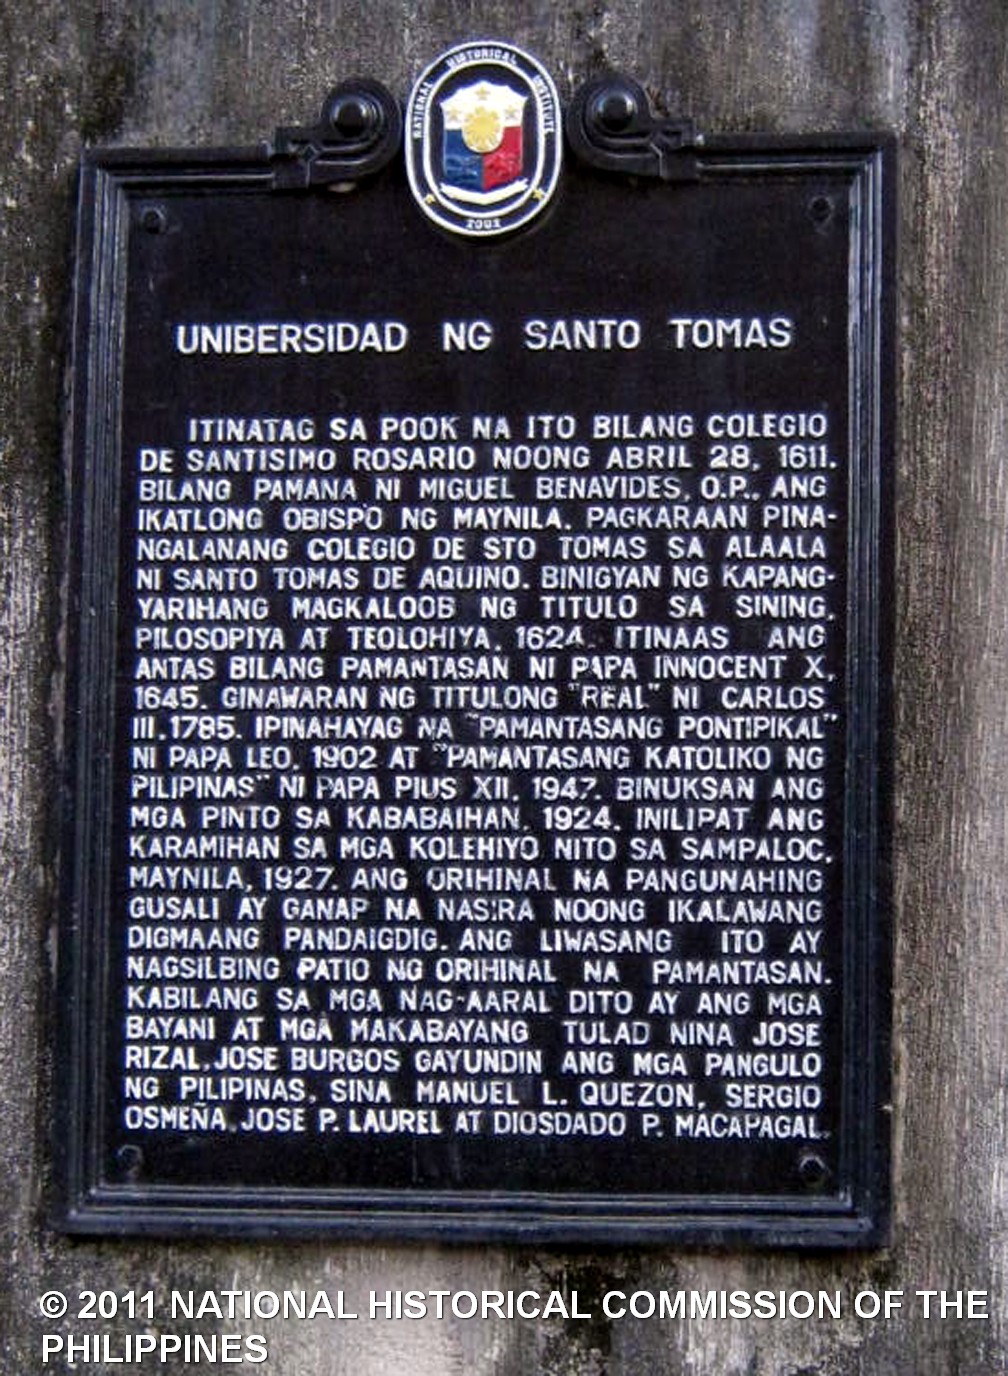 NATIONAL HISTORICAL INSTITUTE
2002
UNIBERSIDAD NG SANTO TOMAS
ITINATAG SA POOK NA ITO BILANG COLEGIO
DE SANTISIMO ROSARIO NOONG ABRIL 28, 1611.
BILANG PAMANA NI MIGUEL BENAVIDES, O.P., ANG
IKATLONG OBISPO NG MAYNILA. PAGKARAAN PINA-
NGALANANG COLEGIO DE STO TOMAS SA ALAALA
NI SANTO TOMAS DE AQUINO. BINIGYAN NG KAPANG-
YARIHANG MAGKALOOB NG TITULO SA SINING,
PILOSOPIYA AT TEOLOHIYA, 1624. ITINAAS ANG
ANTAS BILANG PAMANTASAN NI PAPA INNOCENT X,
1645. GINAWARAN NG TITULONG "REAL" NI CARLOS
III, 1785. IPINAHAYAG NA "PAMANTASANG PONTIPIKAL"
NI PAPA LEO, 1902 AT "PAMANTASANG KATOLIKO NG
PILIPINAS" NI PAPA PIUS XII, 1947. BINUKSAN ANG
MGA PINTO SA KABABAIHAN, 1924. INILIPAT ANG
KARAMIHAN SA MGA KOLEHIYO NITO SA SAMPALOC,
MAYNILA, 1927. ANG ORIHINAL NA PANGUNAHING
GUSALI AY GANAP NA NASIRA NOONG IKALAWANG
DIGMAANG PANDAIGDIG. ANG LIWASANG ITO AY
NAGSILBING PATIO NG ORIHINAL NA PAMANTASAN.
KABILANG SA MGA NAG-AARAL DITO AY ANG MGA
BAYANI AT MGA MAKABAYANG TULAD NINA JOSE
RIZAL, JOSE BURGOS GAYUNDIN ANG MGA PANGULO
NG PILIPINAS, SINA MANUEL L. QUEZON, SERGIO
OSMEÑA, JOSE P. LAUREL AT DIOSDADO P. MACAPAGAL.
© 2011 NATIONAL HISTORICAL COMMISSION OF THE
PHILIPPINES